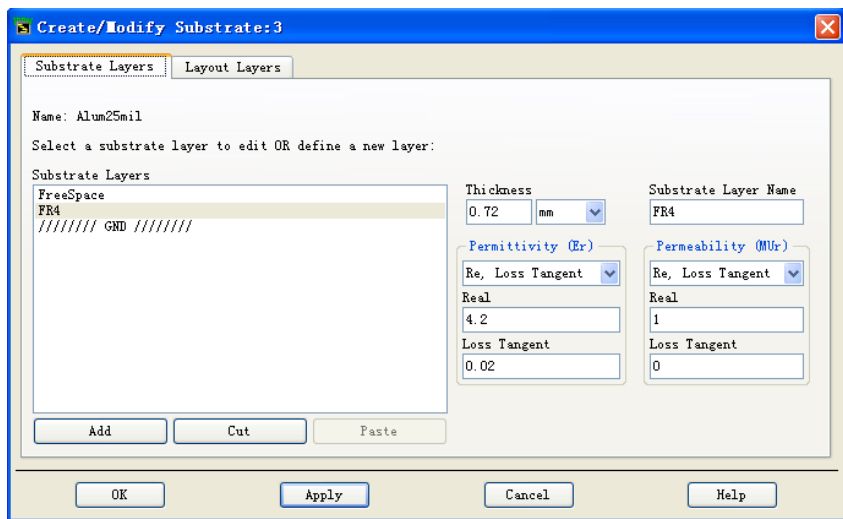 Create/Modify Substrate:3
Substrate Layers
Layout Layers
Name: Alum25mil
Select a substrate layer to edit OR define a new layer:
Substrate Layers
FreeSpace
FR4
//////// GND ////////
Thickness
0.72
mm
Substrate Layer Name
FR4
Permittivity (Er)
Re, Loss Tangent
Real
4.2
Loss Tangent
0.02
Permeability (MUr)
Re, Loss Tangent
Real
1
Loss Tangent
0
Add
Cut
Paste
OK
Apply
Cancel
Help